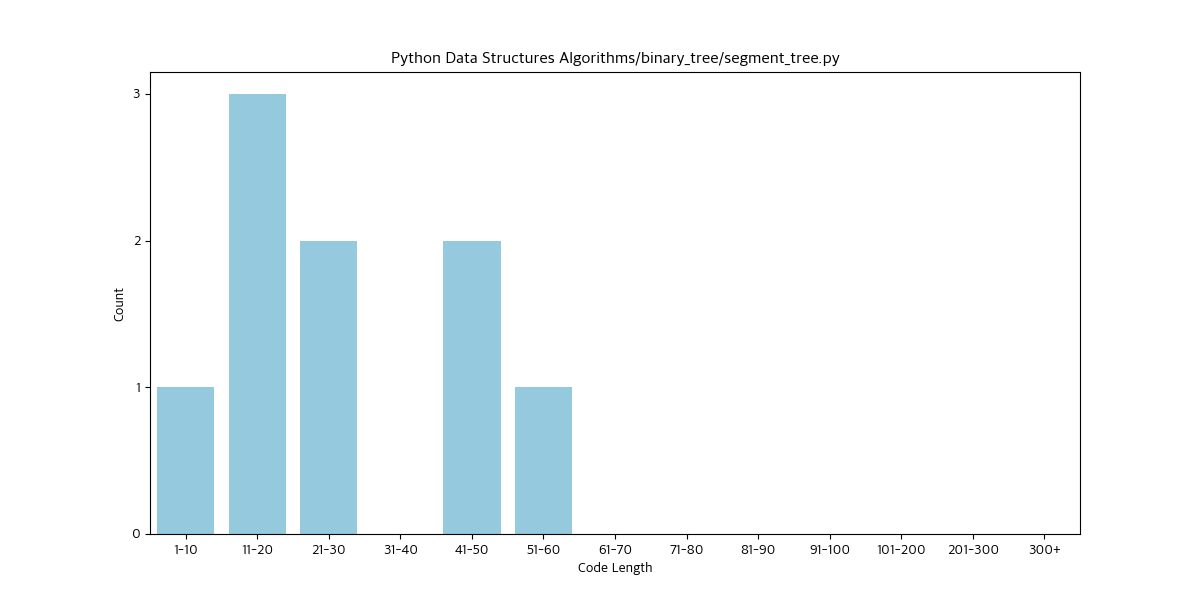 Python Data Structures Algorithms/binary_tree/segment_tree.py
3
2
1
0
Count
1-10 11-20 21-30 31-40 41-50 51-60 61-70 71-80 81-90 91-100 101-200 201-300 300+
Code Length